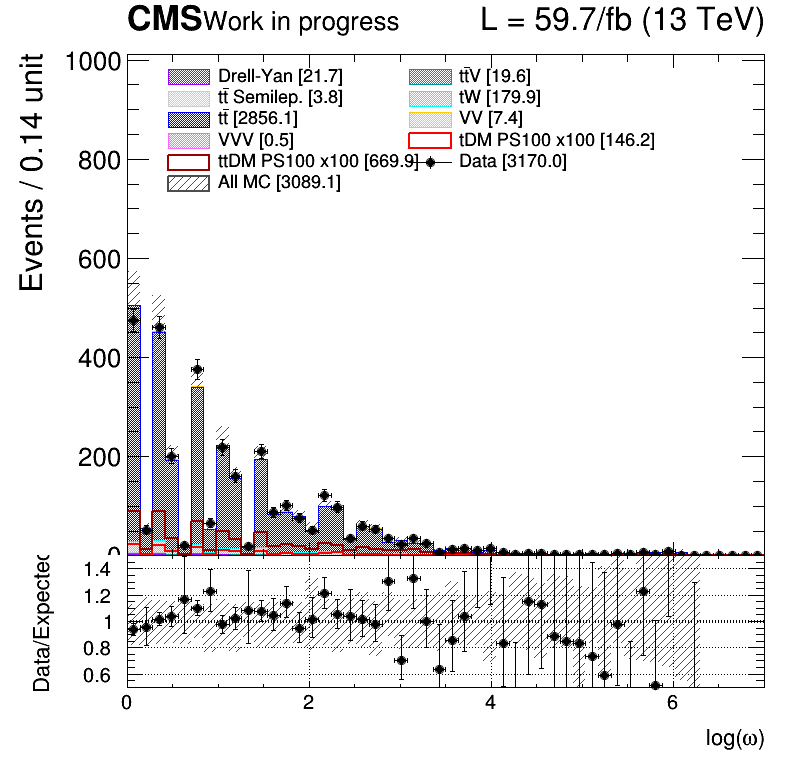 CMS Work in progress L = 59.7/fb (13 TeV)
Events / 0.14 unit
1000
800
600
400
200
0
Drell-Yan [21.7] tt̄V [19.6]
tt̄ Semilep. [3.8] tW [179.9]
tt̄ [2856.1] VV [7.4]
VVV [0.5] tDM PS100 x100 [146.2]
ttDM PS100 x100 [669.9] Data [3170.0]
All MC [3089.1]
Data/Expected
1.4
1.2
1
0.8
0.6
0 2 4 6
log(ω)